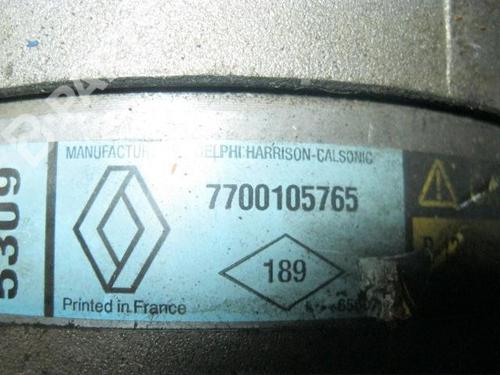 MANUFACTUR DELPHI HARRISON-CALSONIC
7700105765
189
Printed in France
5309